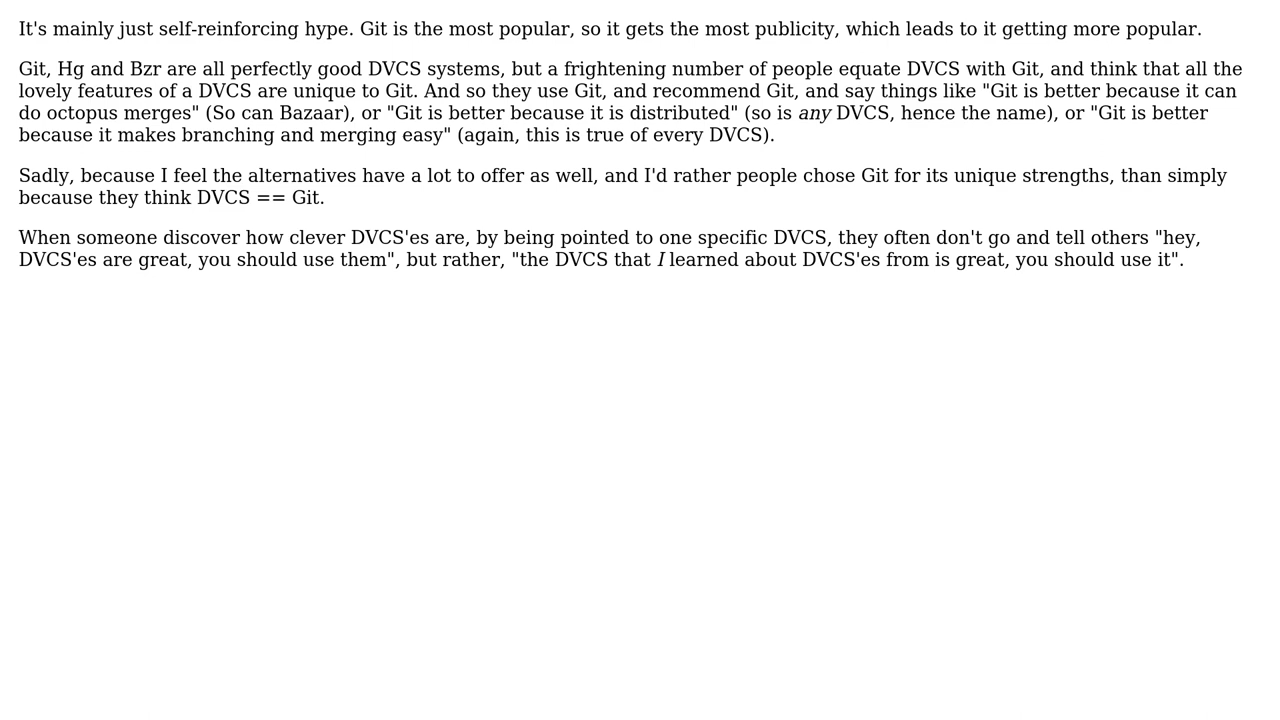 It's mainly just self-reinforcing hype. Git is the most popular, so it gets the most publicity, which leads to it getting more popular.
Git, Hg and Bzr are all perfectly good DVCS systems, but a frightening number of people equate DVCS with Git, and think that all the
lovely features of a DVCS are unique to Git. And so they use Git, and recommend Git, and say things like "Git is better because it can
do octopus merges" (So can Bazaar), or "Git is better because it is distributed" (so is any DVCS, hence the name), or "Git is better
because it makes branching and merging easy" (again, this is true of every DVCS).
Sadly, because I feel the alternatives have a lot to offer as well, and I'd rather people chose Git for its unique strengths, than simply
because they think DVCS == Git.
When someone discover how clever DVCS'es are, by being pointed to one specific DVCS, they often don't go and tell others "hey,
DVCS'es are great, you should use them", but rather, "the DVCS that I learned about DVCS'es from is great, you should use it".